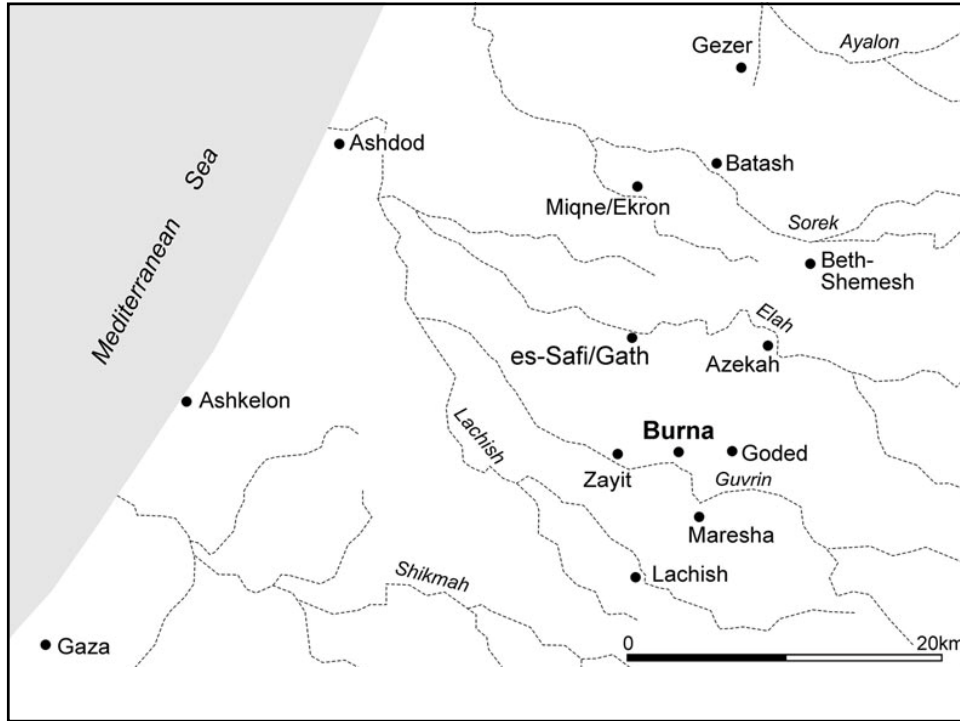 Gezer
Ayalon
Ashdod
Batash
Mediterranean Sea
Miqne/Ekron
Sorek
Beth-
Shemesh
Elah
es-Safi/Gath
Azekah
Ashkelon
Lachish
Burna
Goded
Zayit
Guvrin
Maresha
Shikmah
Lachish
Gaza
0 20km